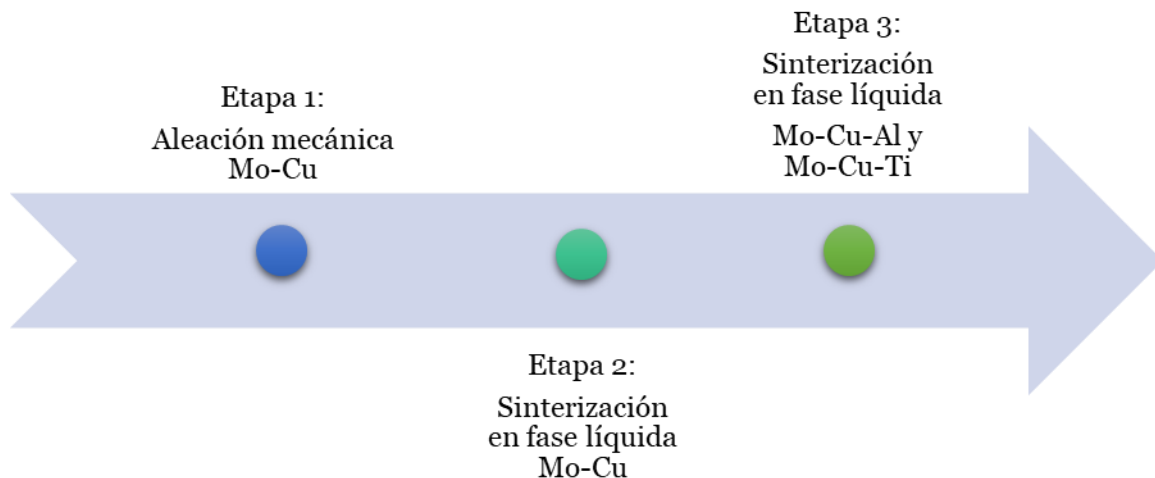 Etapa 1:
Aleación mecánica
Mo-Cu
Etapa 2:
Sinterización
en fase líquida
Mo-Cu
Etapa 3:
Sinterización
en fase líquida
Mo-Cu-Al y
Mo-Cu-Ti